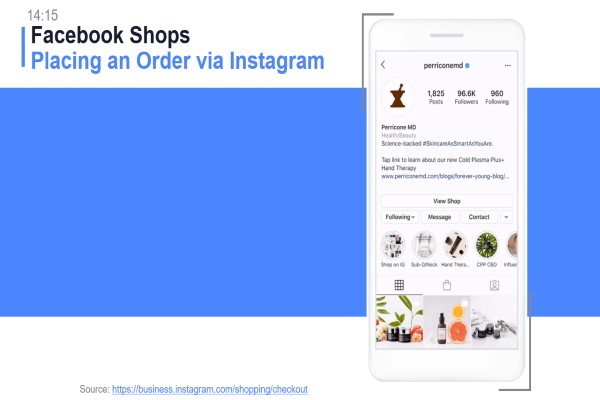 14:15
Facebook Shops
Placing an Order via Instagram
perriconemd
1,825 96.6K 960
Posts Followers Following
Perricone MD
Health/Beauty
Science-backed #SkincareAsSmartAsYouAre.
Tap link to learn about our new Cold Plasma Plus+
Hand Therapy
www.perriconemd.com/blogs/forever-young-blog/...
View Shop
Following Message Contact
Shop on IG Sub-D/Neck Hand Thera... CPP CBD Influen
Source: https://business.instagram.com/shopping/checkout